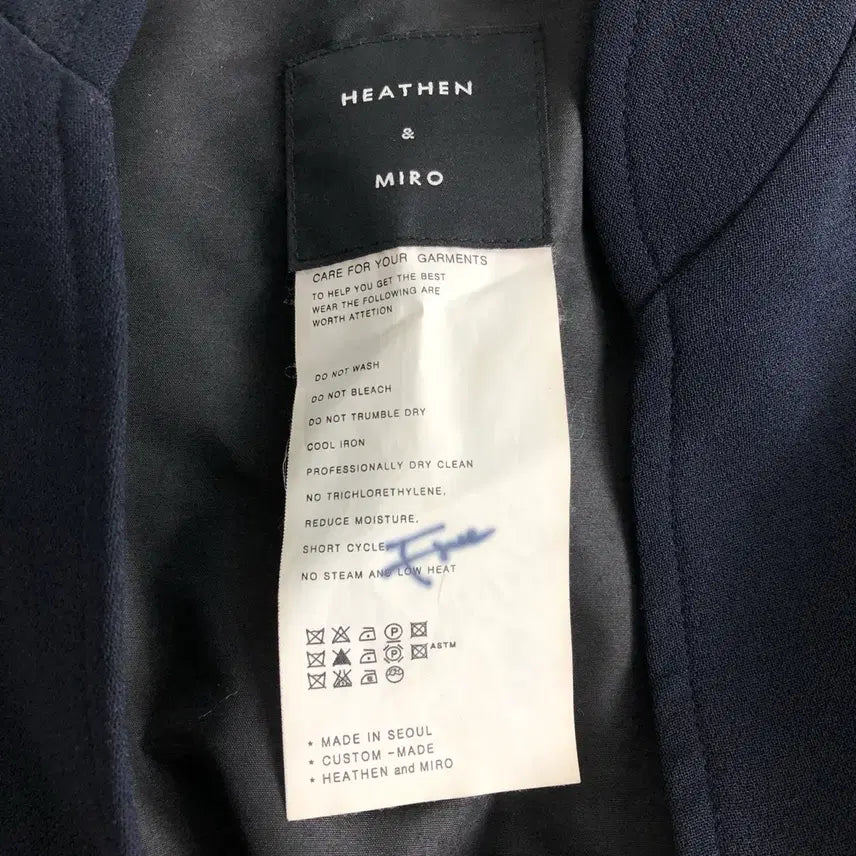 HEATHEN
&
MIRO
CARE FOR YOUR GARMENTS
TO HELP YOU GET THE BEST
WEAR THE FOLLOWING ARE
WORTH ATTETION
DO NOT WASH
DO NOT BLEACH
DO NOT TRUMBLE DRY
COOL IRON
PROFESSIONALLY DRY CLEAN
NO TRICHLORETHYLENE,
REDUCE MOISTURE,
SHORT CYCLE,
NO STEAM AND LOW HEAT
P
P ASTM
* MADE IN SEOUL
* CUSTOM -MADE
* HEATHEN and MIRO